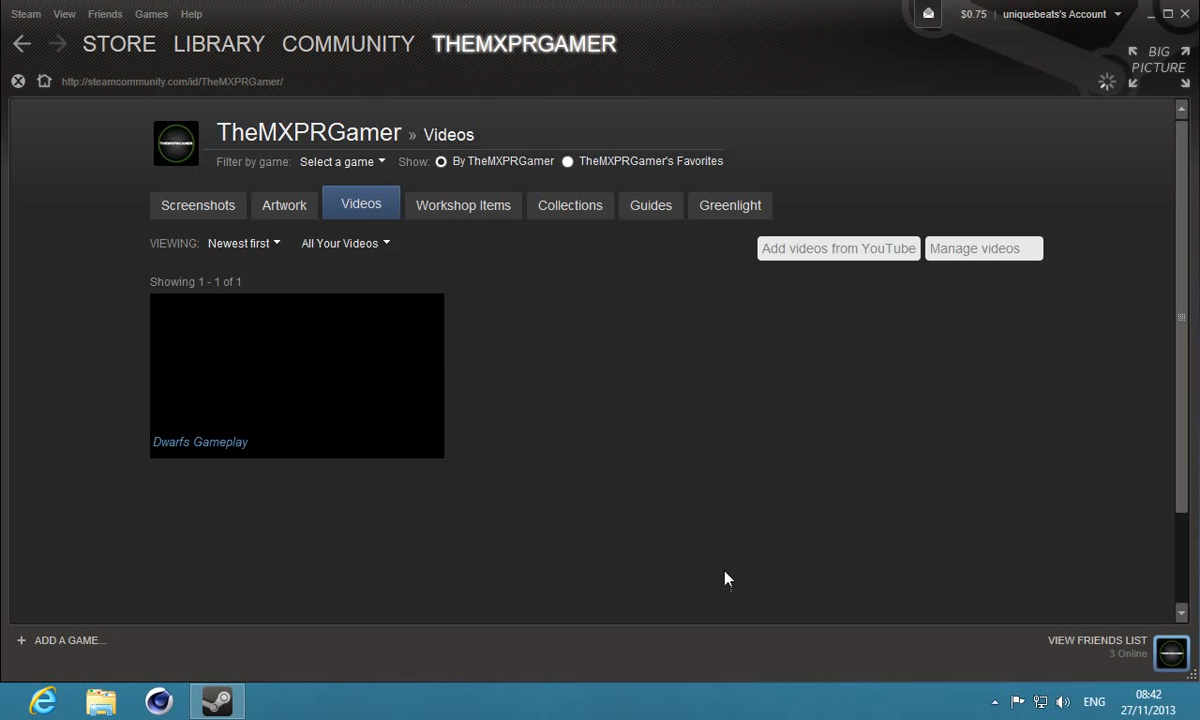 Steam View Friends Games Help
$0.75 uniquebeats's Account
STORE LIBRARY COMMUNITY THEMXPRGAMER
BIG PICTURE
http://steamcommunity.com/id/TheMXPRGamer/
THEMXPRGAMER
TheMXPRGamer » Videos
Filter by game: Select a game Show: By TheMXPRGamer TheMXPRGamer's Favorites
Screenshots Artwork Videos Workshop Items Collections Guides Greenlight
VIEWING: Newest first All Your Videos
Add videos from YouTube Manage videos
Showing 1 - 1 of 1
Dwarfs Gameplay
+ ADD A GAME...
VIEW FRIENDS LIST
3 Online
THEMXPRGAMER
ENG
08:42
27/11/2013